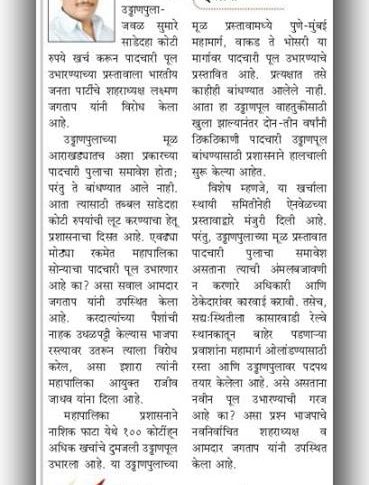 उड्डाणपुला-
जवळ सुमारे
साडेदहा कोटी
रुपये खर्च करून पादचारी पूल
उभारण्याच्या प्रस्तावाला भारतीय
जनता पार्टीचे शहराध्यक्ष लक्ष्मण
जगताप यांनी विरोध केला
आहे.
उड्डाणपुलाच्या मूळ
आराखड्यातच अशा प्रकारच्या
पादचारी पुलाचा समावेश होता;
परंतु ते बांधण्यात आले नाही.
आता त्यासाठी तब्बल साडेदहा
कोटी रुपयांची लूट करण्याचा हेतू
प्रशासनाचा दिसत आहे. एवढ्या
मोठ्या रकमेत महापालिका
सोन्याचा पादचारी पूल उभारणार
आहे का? असा सवाल आमदार
जगताप यांनी उपस्थित केला
आहे. करदात्यांच्या पैशांची
नाहक उधळपट्टी केल्यास भाजपा
रस्त्यावर उतरून त्याला विरोध
करेल, असा इशारा त्यांनी
महापालिका आयुक्त राजीव
जाधव यांना दिला आहे.
महापालिका प्रशासनाने
नाशिक फाटा येथे १०० कोटींहून
अधिक खर्चाचे दुमजली उड्डाणपूल
उभारला आहे. या उड्डाणपुलाच्या
मूळ प्रस्तावामध्ये पुणे-मुंबई
महामार्ग, वाकड ते भोसरी या
मार्गावर पादचारी पूल उभारण्याचे
प्रस्तावित आहे. प्रत्यक्षात तसे
काहीही बांधण्यात आलेले नाही.
आता हा उड्डाणपूल वाहतुकीसाठी
खुला झाल्यानंतर दोन-तीन वर्षांनी
ठिकठिकाणी पादचारी उड्डाणपूल
बांधण्यासाठी प्रशासनाने हालचाली
सुरू केल्या आहेत.
विशेष म्हणजे, या खर्चाला
स्थायी समितीनेही ऐनवेळच्या
प्रस्तावाद्वारे मंजुरी दिली आहे.
परंतु, उड्डाणपुलाच्या मूळ प्रस्तावात
पादचारी पुलाचा समावेश
असताना त्याची अंमलबजावणी
न करणारे अधिकारी आणि
ठेकेदारांवर कारवाई करावी. तसेच,
सद्यःस्थितीला कासारवाडी रेल्वे
स्थानकातून बाहेर पडणाऱ्या
प्रवाशांना महामार्ग ओलांडण्यासाठी
रस्ता आणि उड्डाणपुलावर पदपथ
तयार केलेला आहे. असे असताना
नवीन पूल उभारण्याची गरज
आहे का? असा प्रश्न भाजपाचे
नवनिर्वाचित शहराध्यक्ष व
आमदार जगताप यांनी उपस्थित
केला आहे.